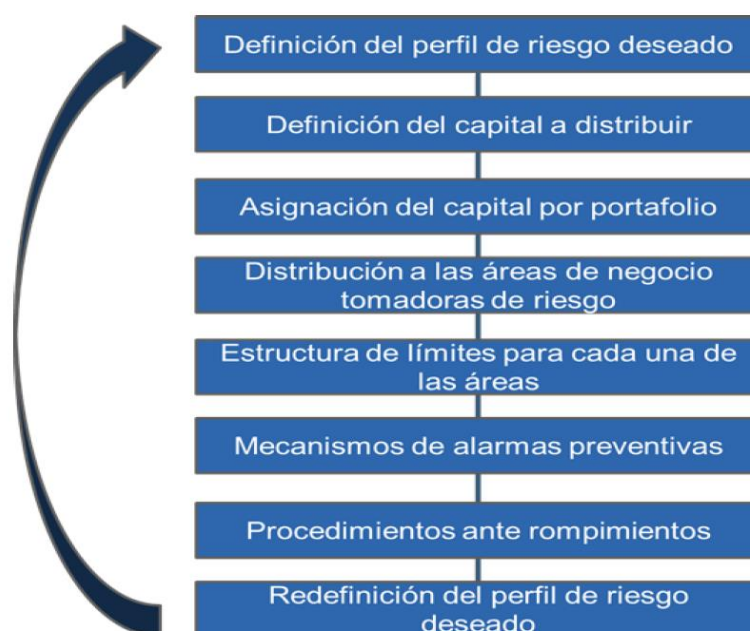 Definición del perfil de riesgo deseado
Definición del capital a distribuir
Asignación del capital por portafolio
Distribución a las áreas de negocio
tomadoras de riesgo
Estructura de límites para cada una de
las áreas
Mecanismos de alarmas preventivas
Procedimientos ante rompimientos
Redefinición del perfil de riesgo
deseado